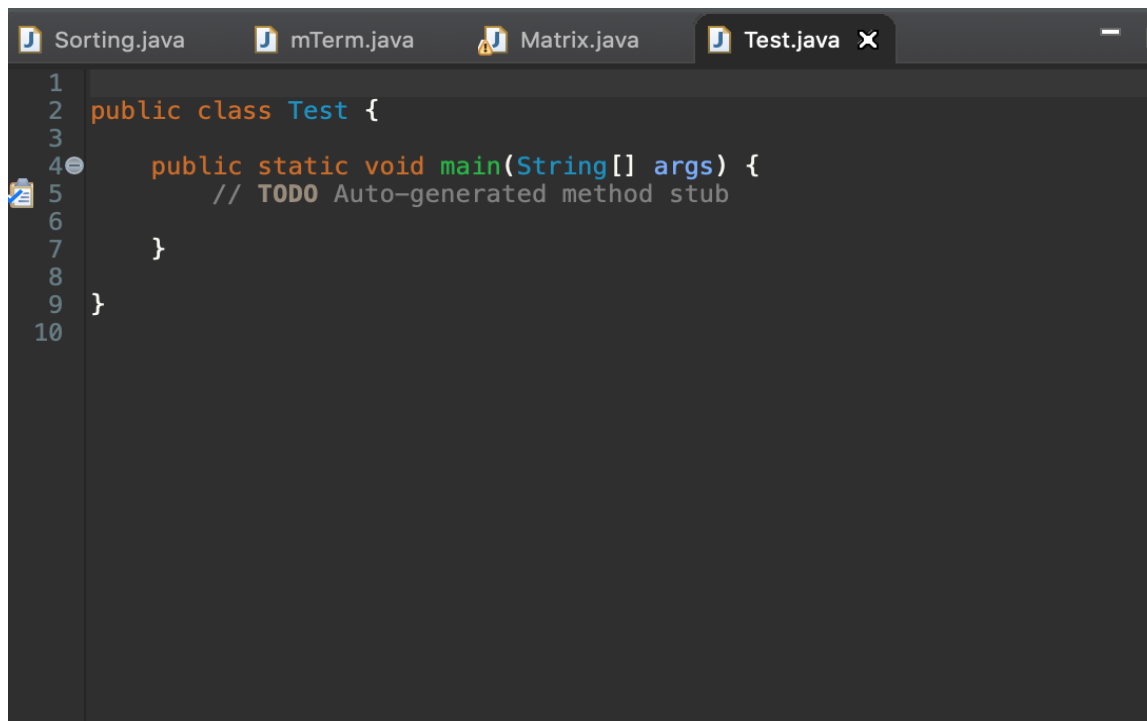 Sorting.java mTerm.java Matrix.java Test.java
1
2 public class Test {
3
4 public static void main(String[] args) {
5 // TODO Auto-generated method stub
6
7 }
8
9 }
10